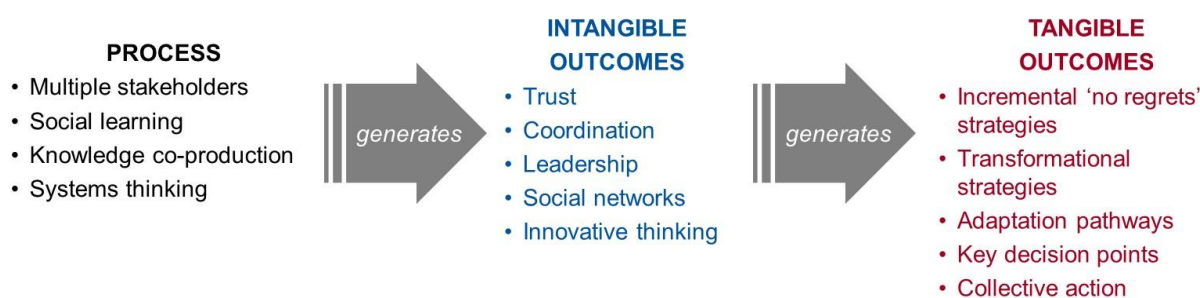 PROCESS
• Multiple stakeholders
• Social learning
• Knowledge co-production
• Systems thinking
generates
INTANGIBLE
OUTCOMES
• Trust
• Coordination
• Leadership
• Social networks
• Innovative thinking
generates
TANGIBLE
OUTCOMES
• Incremental ‘no regrets’
strategies
• Transformational
strategies
• Adaptation pathways
• Key decision points
• Collective action